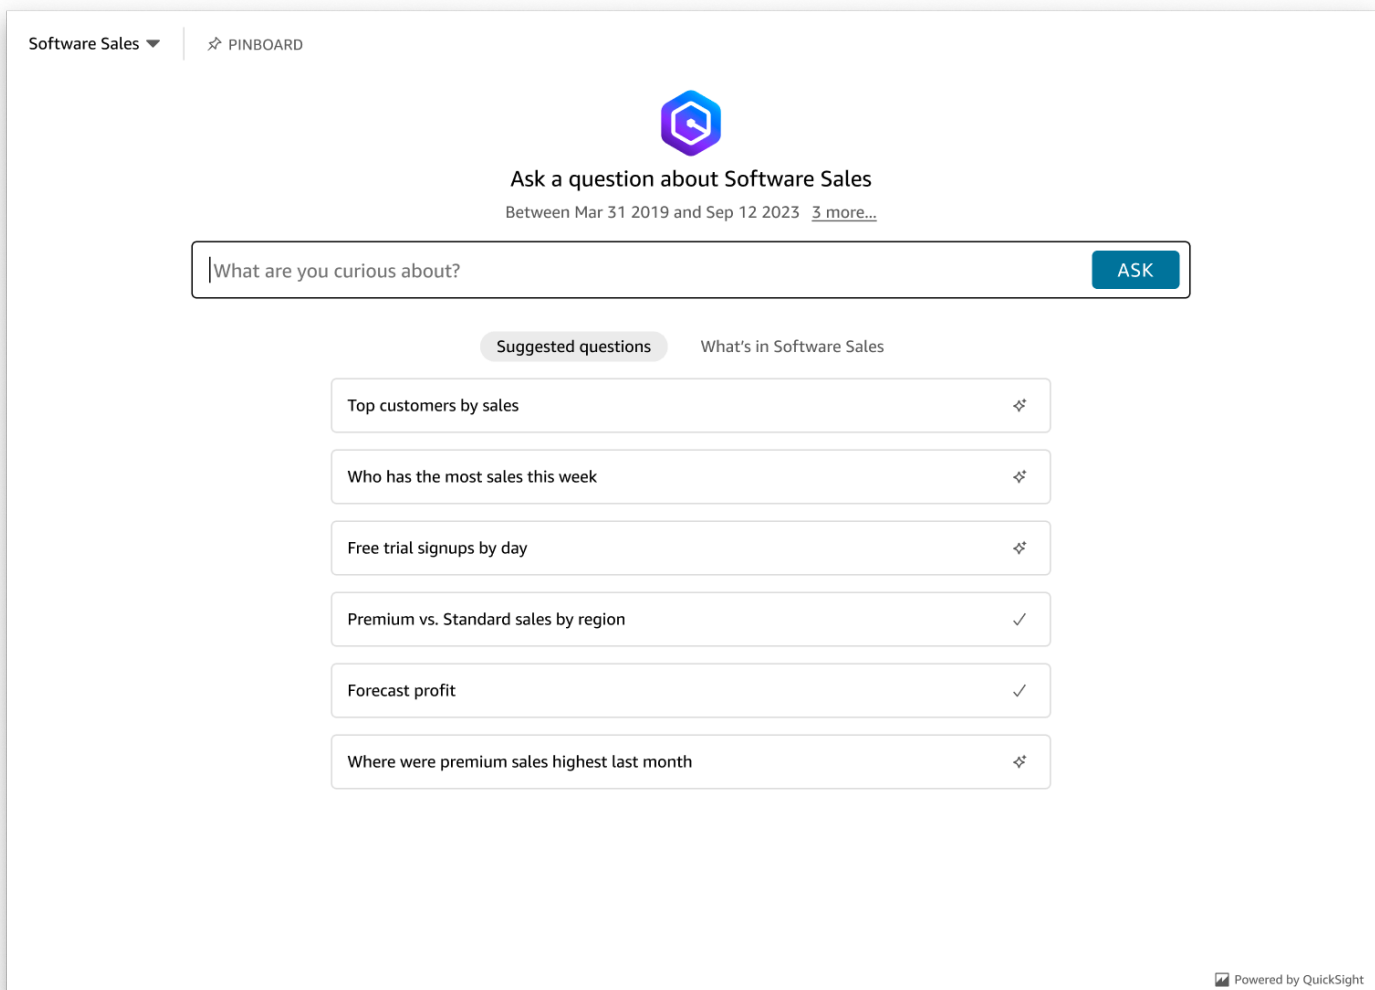 Software Sales
PINBOARD
Ask a question about Software Sales
Between Mar 31 2019 and Sep 12 2023 3 more...
What are you curious about?
ASK
Suggested questions
What's in Software Sales
Top customers by sales
Who has the most sales this week
Free trial signups by day
Premium vs. Standard sales by region
Forecast profit
Where were premium sales highest last month
Powered by QuickSight